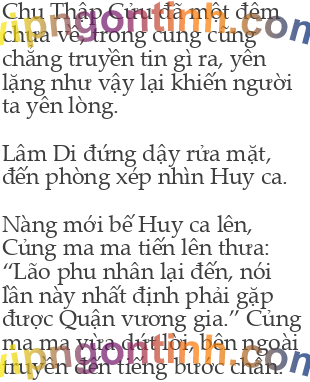 Chu Thập Cửu đã một đêm
chưa về, trong cung cũng
chẳng truyền tin gì ra, yên
lặng như vậy lại khiến người
ta yên lòng.
Lâm Di đứng dậy rửa mặt,
đến phòng xép nhìn Huy ca.
Nàng mới bế Huy ca lên,
Củng ma ma tiến lên thưa:
“Lão phu nhân lại đến, nói
lần này nhất định phải gặp
được Quận vương gia.” Củng
ma ma vừa dứt lời, bên ngoài
truyền đến tiếng bước chân.
vipngontinh.com
vipngontinh.com